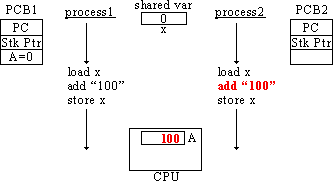 PCB1
process1
shared var
process2
PCB2
PC
0
PC
Stk Ptr
x
Stk Ptr
A=0
load x
load x
add “100”
add “100”
store x
store x
100 A
CPU